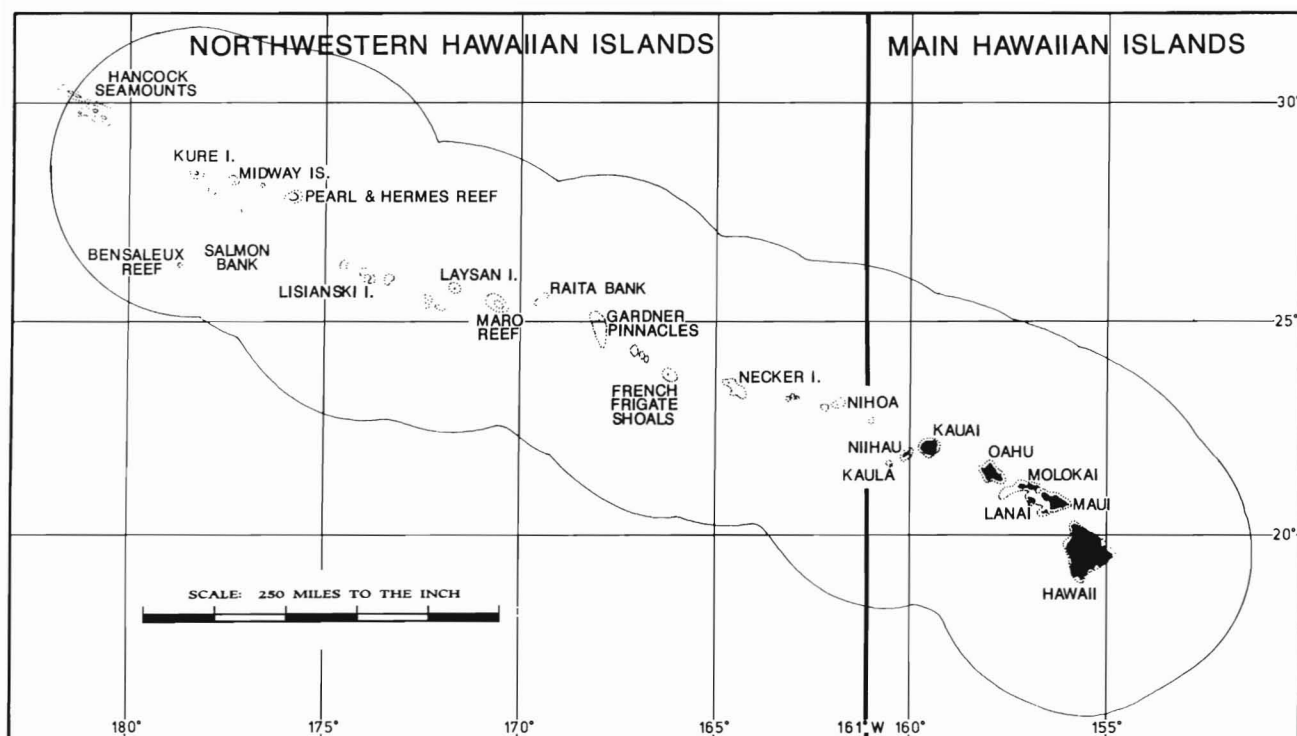 NORTHWESTERN HAWAIIAN ISLANDS
MAIN HAWAIIAN ISLANDS
HANCOCK
SEAMOUNTS
30°
KURE I.
MIDWAY IS.
PEARL & HERMES REEF
BENSALEUX
REEF
SALMON
BANK
LISIANSKI I.
LAYSAN I.
MARO
REEF
RAITA BANK
GARDNER
PINNACLES
25°
FRENCH
FRIGATE
SHOALS
NECKER I.
NIHOA
NIIHAU
KAULA
KAUAI
OAHU
MOLOKAI
LANAI
MAUI
20°
HAWAII
SCALE: 250 MILES TO THE INCH
180°
175°
170°
165°
161° W
160°
155°